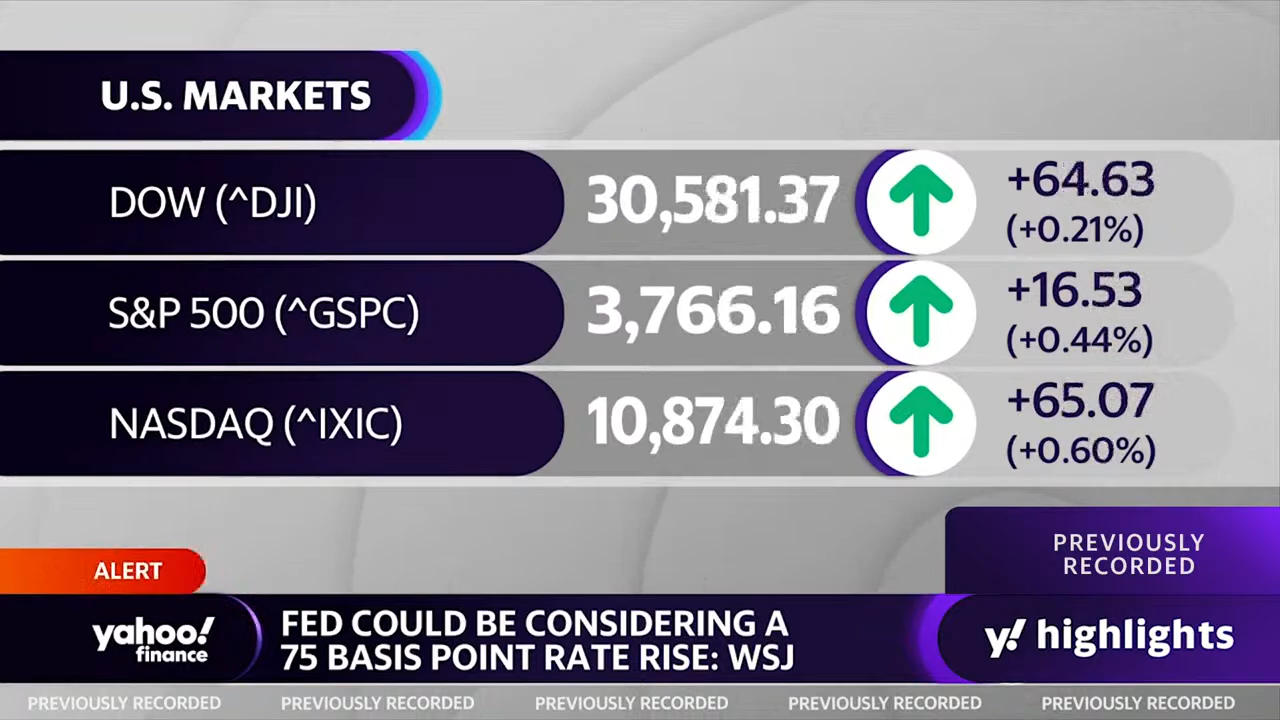 U.S. MARKETS
DOW (^DJI) 30,581.37 +64.63
(+0.21%)
S&P 500 (^GSPC) 3,766.16 +16.53
(+0.44%)
NASDAQ (^IXIC) 10,874.30 +65.07
(+0.60%)
PREVIOUSLY
RECORDED
ALERT
yahoo!
finance
FED COULD BE CONSIDERING A
75 BASIS POINT RATE RISE: WSJ
y! highlights
PREVIOUSLY RECORDED PREVIOUSLY RECORDED PREVIOUSLY RECORDED PREVIOUSLY RECORDED PREVIOUSLY RECORDED